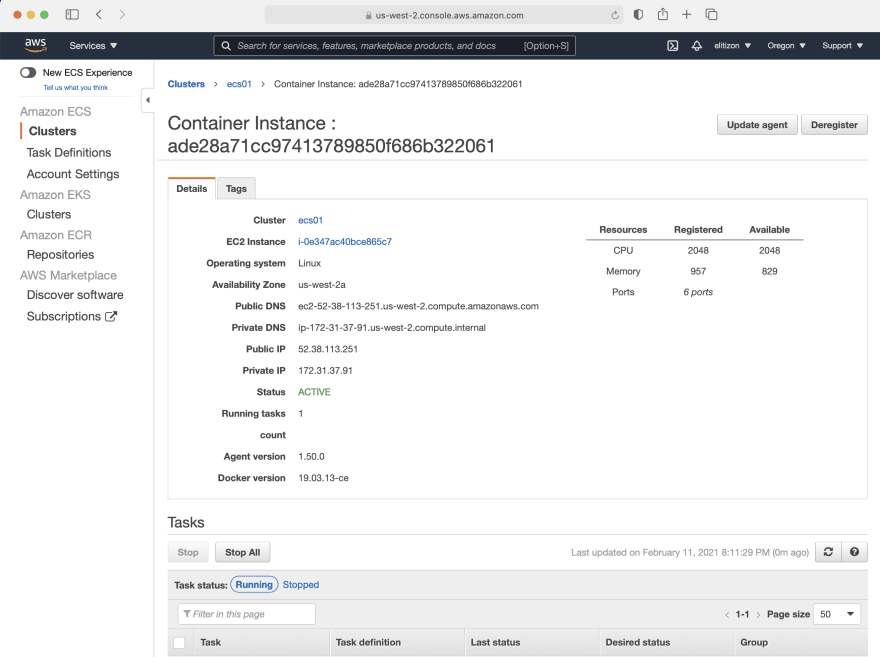 us-west-2.console.aws.amazon.com
aws Services Search for services, features, marketplace products, and docs [Option+S] elitizon Oregon Support
New ECS Experience
Tell us what you think
Amazon ECS
Clusters
Task Definitions
Account Settings
Amazon EKS
Clusters
Amazon ECR
Repositories
AWS Marketplace
Discover software
Subscriptions
Clusters > ecs01 > Container Instance: ade28a71cc97413789850f686b322061
Container Instance :
ade28a71cc97413789850f686b322061
Update agent Deregister
Details Tags
Cluster ecs01
EC2 Instance i-0e347ac40bce865c7
Operating system Linux
Availability Zone us-west-2a
Public DNS ec2-52-38-113-251.us-west-2.compute.amazonaws.com
Private DNS ip-172-31-37-91.us-west-2.compute.internal
Public IP 52.38.113.251
Private IP 172.31.37.91
Status ACTIVE
Running tasks 1
count
Agent version 1.50.0
Docker version 19.03.13-ce
Resources Registered Available
CPU 2048 2048
Memory 957 829
Ports 6 ports
Tasks
Stop Stop All Last updated on February 11, 2021 8:11:29 PM (0m ago)
Task status: Running Stopped
Filter in this page < 1-1 > Page size 50
Task Task definition Last status Desired status Group